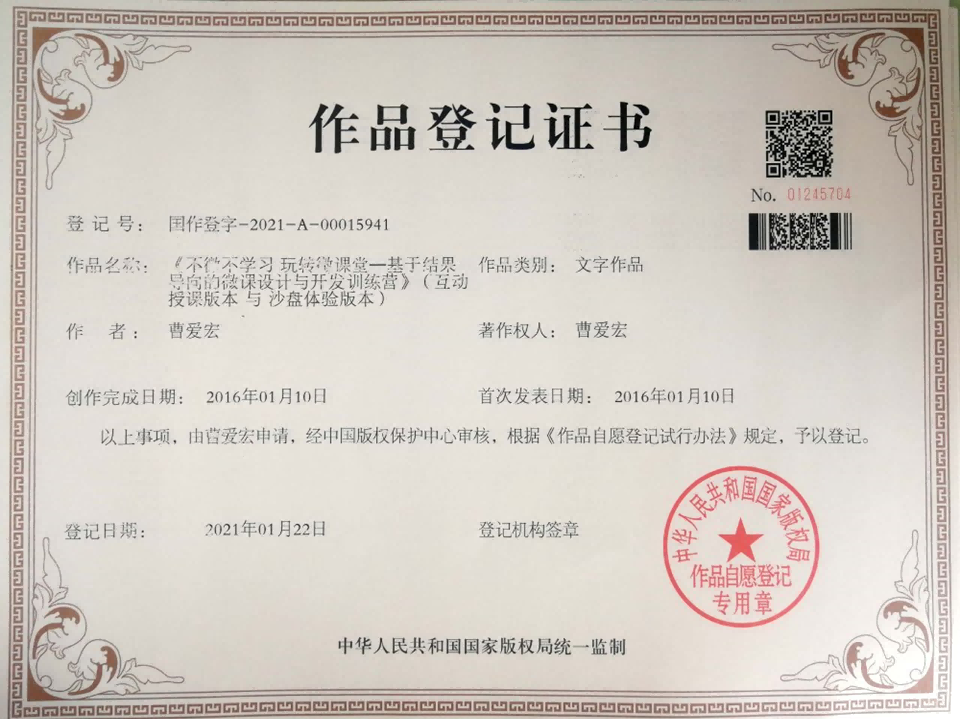 作品登记证书
No. 01245704
登 记 号： 国作登字-2021-A-00015941
作品名称： 《不微不学习 玩转微课堂—基于结果 作品类别： 文字作品
导向的微课设计与开发训练营》（互动
授课版本 与 沙盘体验版本）
作 者： 曹爱宏 著作权人： 曹爱宏
创作完成日期： 2016年01月10日 首次发表日期： 2016年01月10日
以上事项，由曹爱宏申请，经中国版权保护中心审核，根据《作品自愿登记试行办法》规定，予以登记。
登记日期： 2021年01月22日 登记机构签章
中华人民共和国国家版权局
作品自愿登记
专用章
中华人民共和国国家版权局统一监制